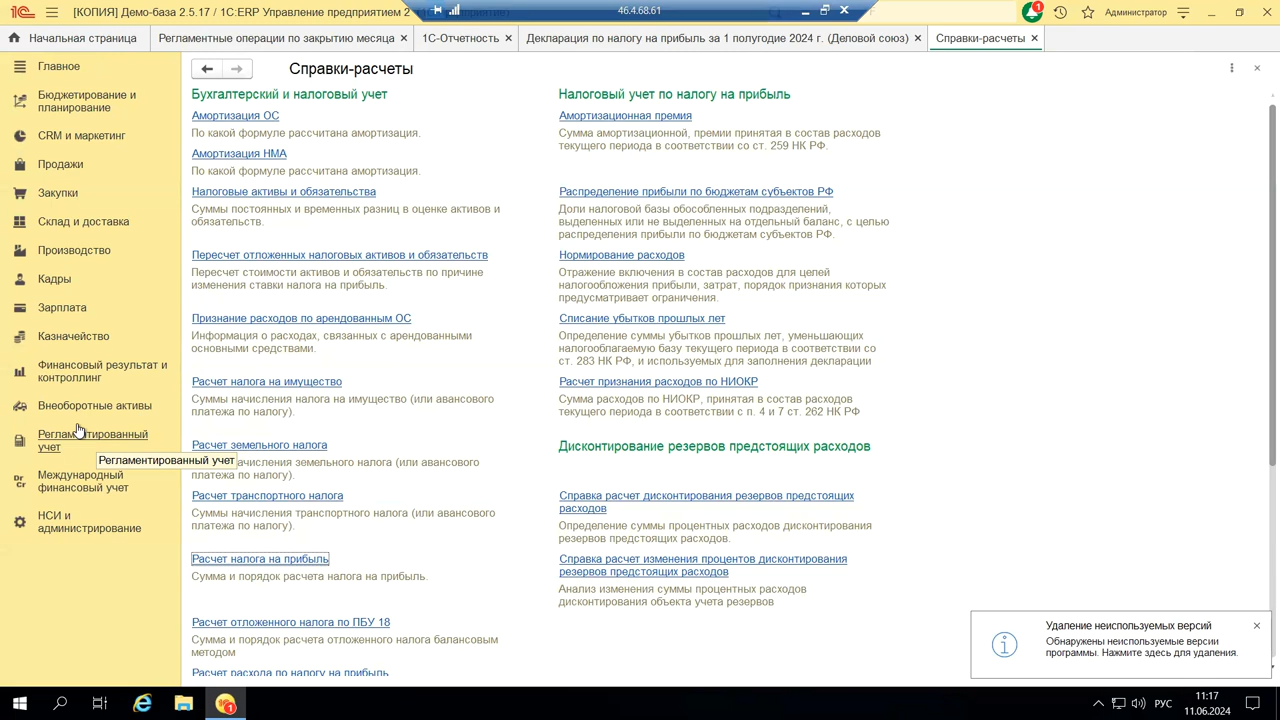 [КОПИЯ] Демо-база 2.5.17 / 1С:ERP Управление предприятием 2
46.4.68.61
1
Администратор
Начальная страница
Регламентные операции по закрытию месяца
1С-Отчетность
Декларация по налогу на прибыль за 1 полугодие 2024 г. (Деловой союз)
Справки-расчеты
Главное
Бюджетирование и
планирование
CRM и маркетинг
Продажи
Закупки
Склад и доставка
Производство
Кадры
Зарплата
Казначейство
Финансовый результат и
контроллинг
Внеоборотные активы
Регламентированный
учет
Регламентированный учет
Международный
финансовый учет
НСИ и
администрирование
Справки-расчеты
Бухгалтерский и налоговый учет
Амортизация ОС
По какой формуле рассчитана амортизация.
Амортизация НМА
По какой формуле рассчитана амортизация.
Налоговые активы и обязательства
Суммы постоянных и временных разниц в оценке активов и
обязательств.
Пересчет отложенных налоговых активов и обязательств
Пересчет стоимости активов и обязательств по причине
изменения ставки налога на прибыль.
Признание расходов по арендованным ОС
Информация о расходах, связанных с арендованными
основными средствами.
Расчет налога на имущество
Суммы начисления налога на имущество (или авансового
платежа по налогу).
Расчет земельного налога
ачисления земельного налога (или авансового
платежа по налогу).
Расчет транспортного налога
Суммы начисления транспортного налога (или авансового
платежа по налогу).
Расчет налога на прибыль
Сумма и порядок расчета налога на прибыль.
Расчет отложенного налога по ПБУ 18
Сумма и порядок расчета отложенного налога балансовым
методом
Расчет расхода по налогу на прибыль
Налоговый учет по налогу на прибыль
Амортизационная премия
Сумма амортизационной, премии принятая в состав расходов
текущего периода в соответствии со ст. 259 НК РФ.
Распределение прибыли по бюджетам субъектов РФ
Доли налоговой базы обособленных подразделений,
выделенных или не выделенных на отдельный баланс, с целью
распределения прибыли по бюджетам субъектов РФ.
Нормирование расходов
Отражение включения в состав расходов для целей
налогообложения прибыли, затрат, порядок признания которых
предусматривает ограничения.
Списание убытков прошлых лет
Определение суммы убытков прошлых лет, уменьшающих
налогооблагаемую базу текущего периода в соответствии со
ст. 283 НК РФ, и используемых для заполнения декларации
Расчет признания расходов по НИОКР
Сумма расходов по НИОКР, принятая в состав расходов
текущего периода в соответствии с п. 4 и 7 ст. 262 НК РФ
Дисконтирование резервов предстоящих расходов
Справка расчет дисконтирования резервов предстоящих
расходов
Определение суммы процентных расходов дисконтирования
резервов предстоящих расходов.
Справка расчет изменения процентов дисконтирования
резервов предстоящих расходов
Анализ изменения суммы процентных расходов
дисконтирования объекта учета резервов
Удаление неиспользуемых версий
Обнаружены неиспользуемые версии
программы. Нажмите здесь для удаления.
РУС
11:17
11.06.2024